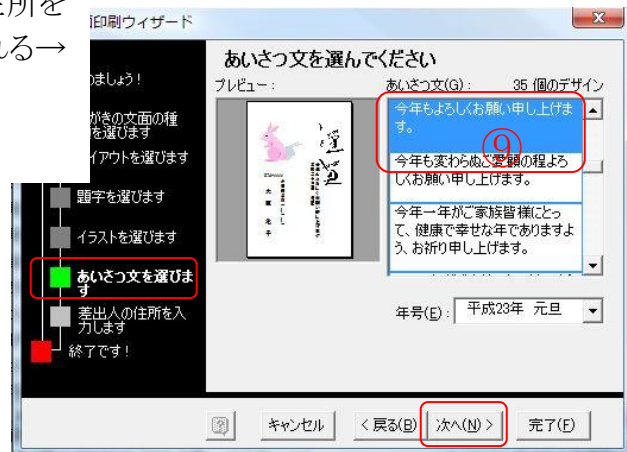 住所を
れる→
面印刷ウィザード
めましょう!
がきの文面の種
を選びます
イアウトを選びます
題字を選びます
イラストを選びます
あいさつ文を選びま
す
差出人の住所を入
力します
終了です!
あいさつ文を選んでください
プレビュー:
あいさつ文(G): 35 個のデザイン
今年もよろしくお願い申し上げま
す。
⑨
今年も変わらぬご愛顧の程よろ
しくお願い申し上げます。
今年一年がご家族皆様にとっ
て、健康で幸せな年でありますよ
う、お祈り申し上げます。
年号(E): 平成23年 元旦
キャンセル
< 戻る(B)
次へ(N) >
完了(F)